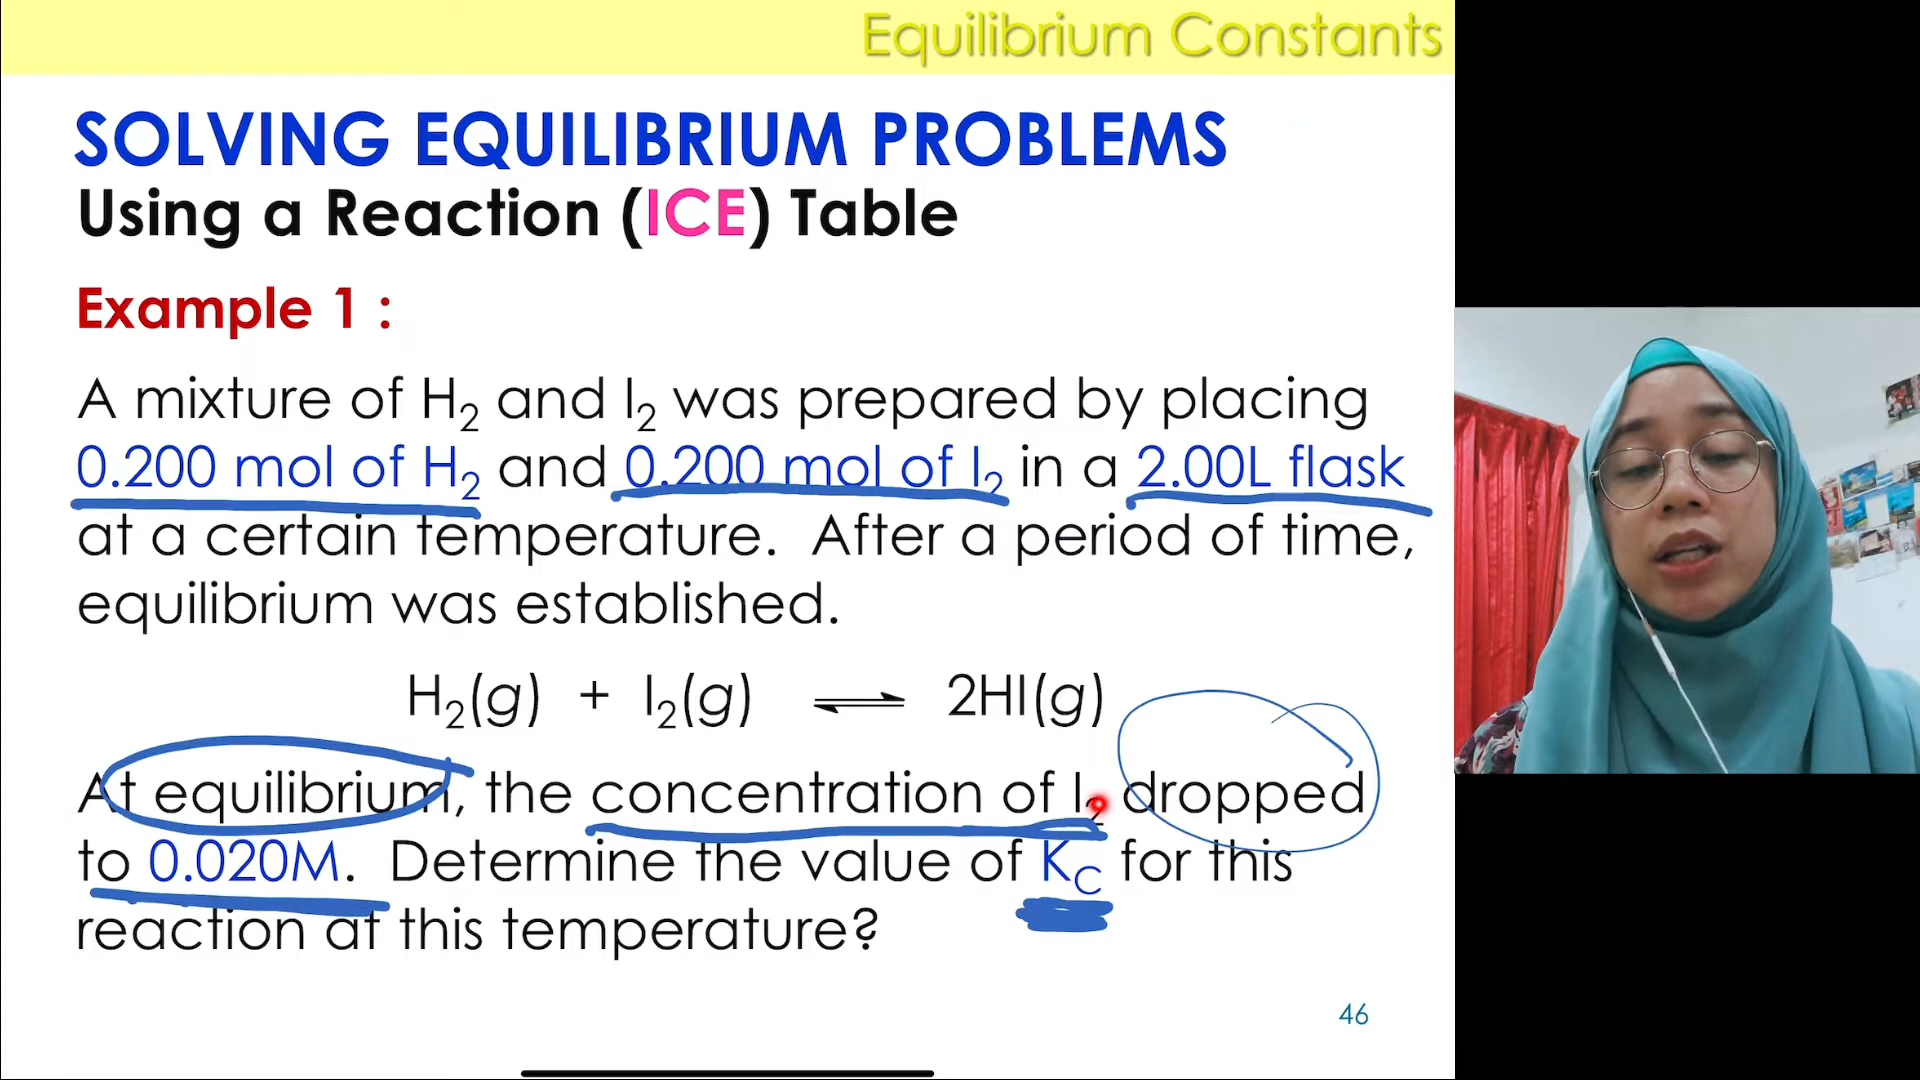 Equilibrium Constants
SOLVING EQUILIBRIUM PROBLEMS
Using a Reaction (ICE) Table
Example 1 :
A mixture of H₂ and I₂ was prepared by placing
0.200 mol of H₂ and 0.200 mol of I₂ in a 2.00L flask
at a certain temperature. After a period of time,
equilibrium was established.
H₂(g) + I₂(g) ⇌ 2HI(g)
At equilibrium, the concentration of I₂ dropped
to 0.020M. Determine the value of K_C for this
reaction at this temperature?
46